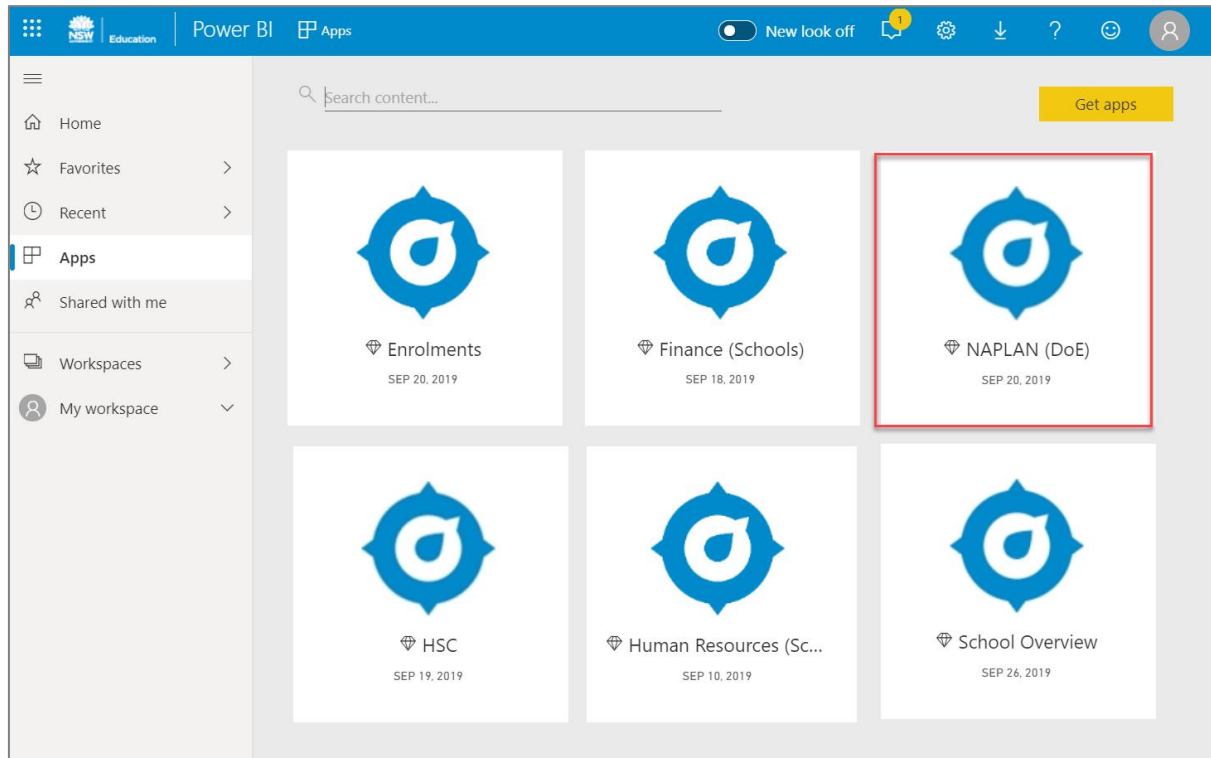 NSW Education Power BI Apps New look off 1 ?
Search content...
Get apps
Home
Favorites
Recent
Apps
Shared with me
Workspaces
My workspace
Enrolments
SEP 20, 2019
Finance (Schools)
SEP 18, 2019
NAPLAN (DoE)
SEP 20, 2019
HSC
SEP 19, 2019
Human Resources (Sc...
SEP 10, 2019
School Overview
SEP 26, 2019